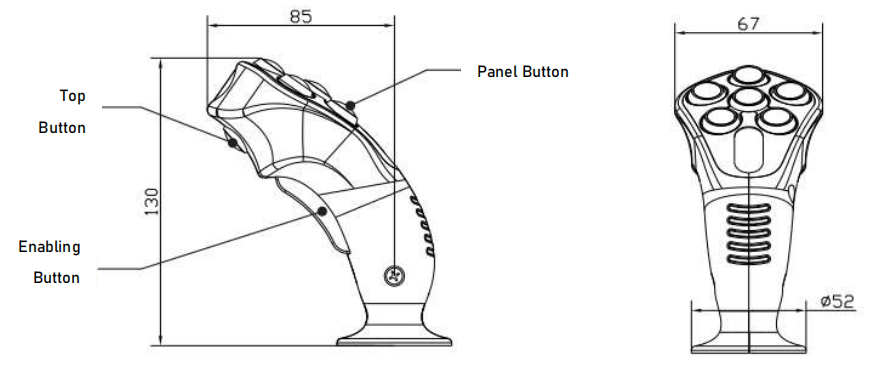 85
67
Panel Button
Top
Button
130
Enabling
Button
ø52